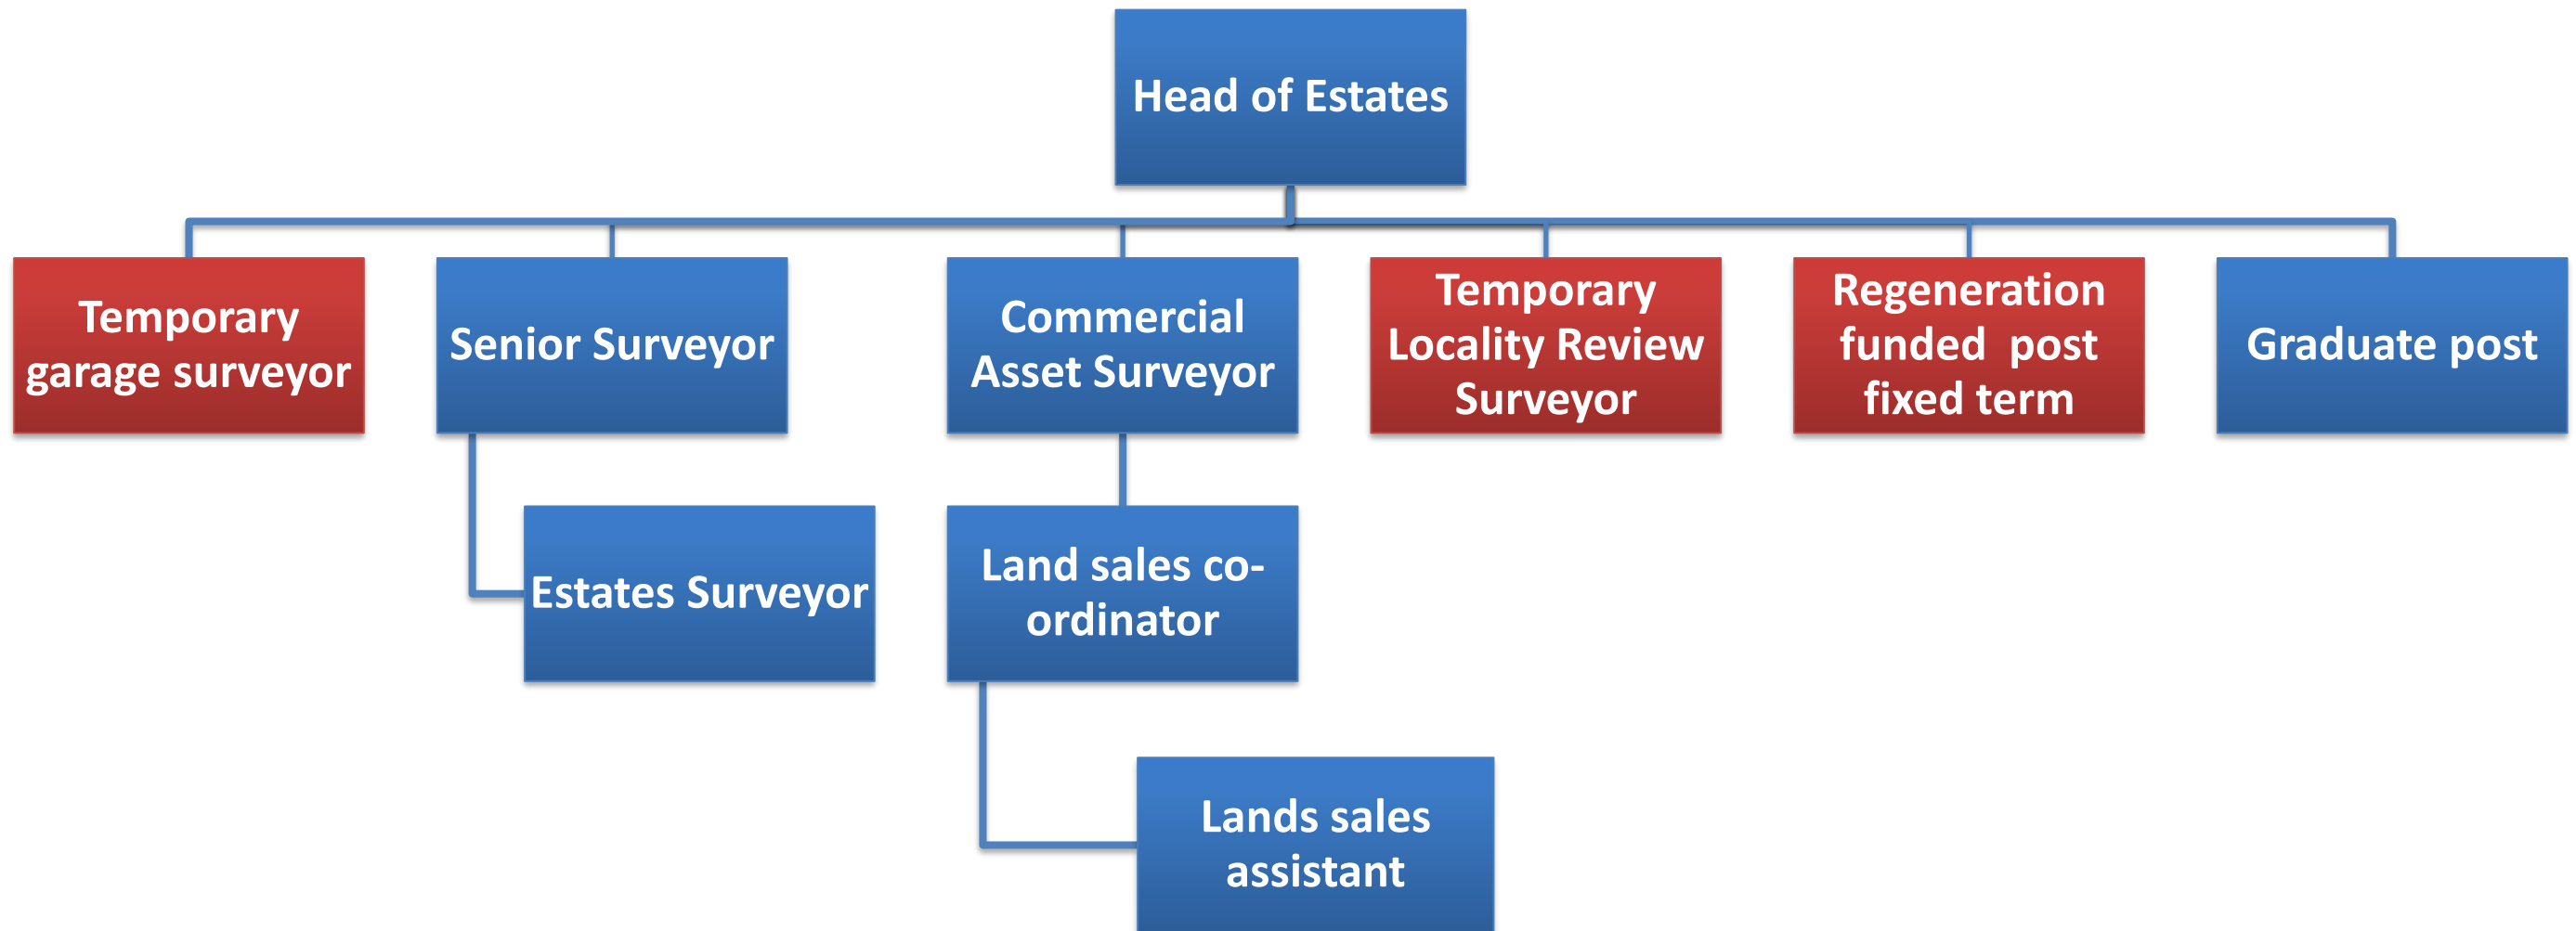 Head of Estates
Temporary
garage surveyor
Senior Surveyor
Commercial
Asset Surveyor
Temporary
Locality Review
Surveyor
Regeneration
funded  post
fixed term
Graduate post
Estates Surveyor
Land sales co-
ordinator
Lands sales
assistant